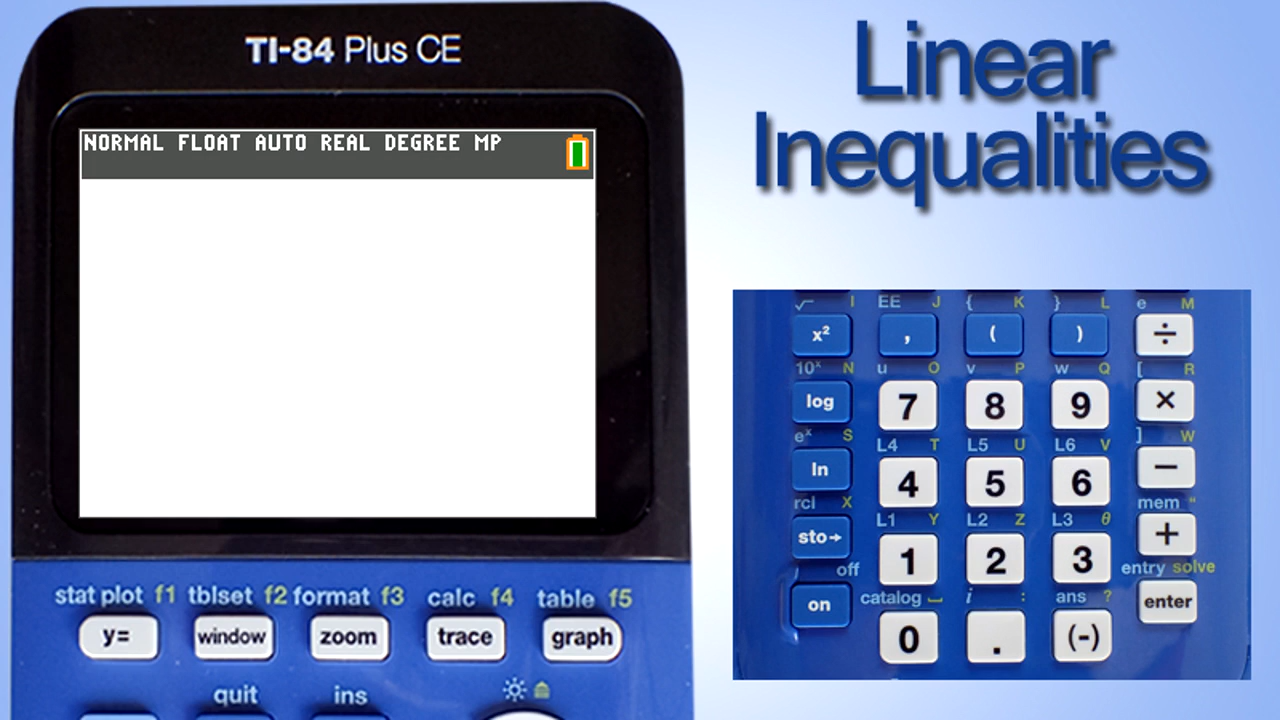 TI-84 Plus CE
NORMAL FLOAT AUTO REAL DEGREE MP
stat plot f1 tblset f2 format f3 calc f4 table f5
y= window zoom trace graph
quit ins
Linear
Inequalities
√ I EE J { K } L e M
x² , ( ) ÷
10ˣ N u O v P w Q [ R
log 7 8 9 ×
eˣ S L4 T L5 U L6 V ] W
ln 4 5 6 −
rcl X L1 Y L2 Z L3 θ mem "
sto→ 1 2 3 +
off catalog ⎵ i : ans ? entry solve
on 0 . (-) enter